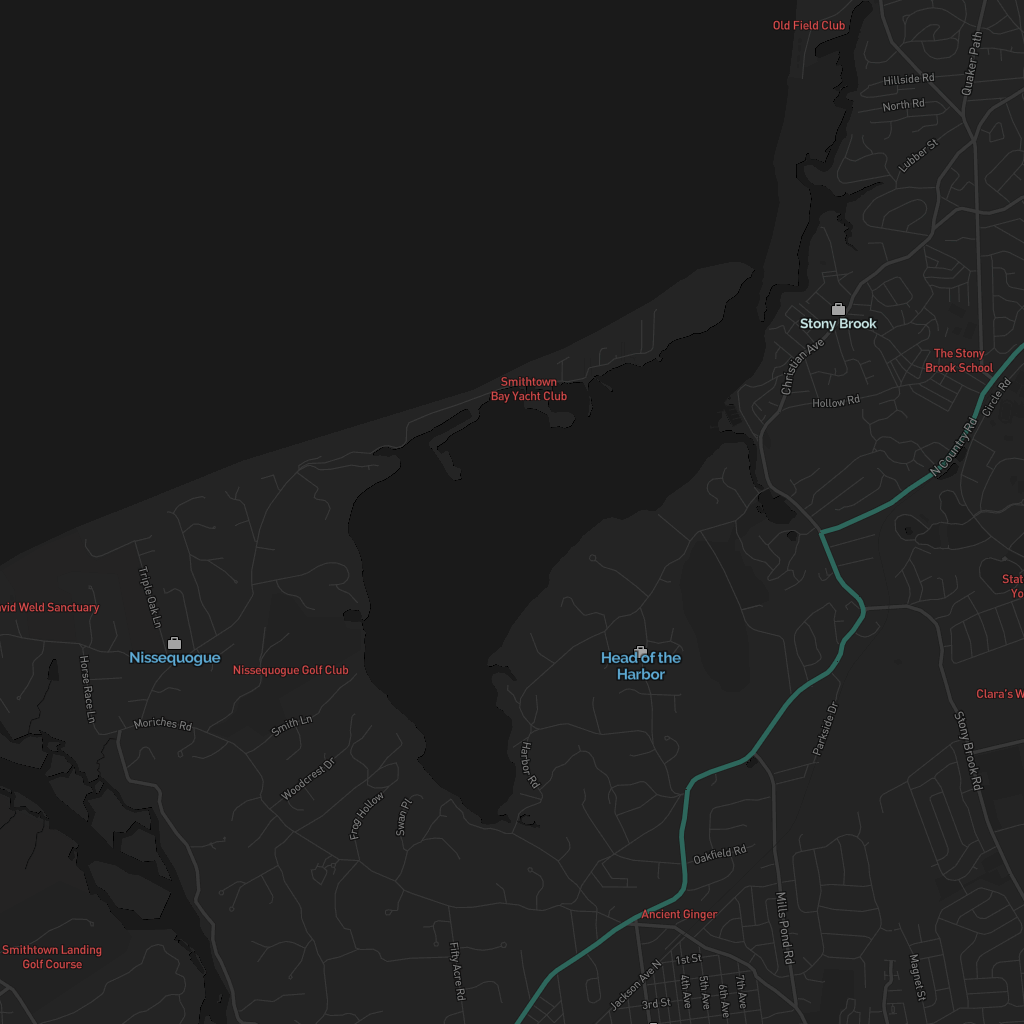 Old Field Club
Quaker Path
Hillside Rd
North Rd
Lubber St
Stony Brook
Christian Ave
The Stony
Brook School
Circle Rd
Smithtown
Bay Yacht Club
Hollow Rd
N Country Rd
Triple Oak Ln
avid Weld Sanctuary
Stat
Yo
Nissequogue
Nissequogue Golf Club
Head of the
Harbor
Horse Race Ln
Clara's W
Moriches Rd
Smith Ln
Parkside Dr
Stony Brook Rd
Harbor Rd
Woodcrest Dr
Frog Hollow
Swan Pl
Oakfield Rd
Ancient Ginger
Mills Pond Rd
Smithtown Landing
Golf Course
Fifty Acre Rd
Jackson Ave N
1st St
4th Ave
5th Ave
6th Ave
7th Ave
3rd St
Magnet St